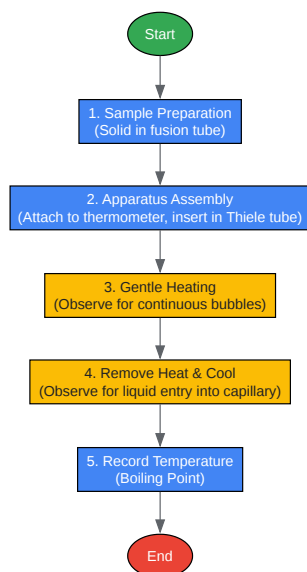 Start
1. Sample Preparation
(Solid in fusion tube)
2. Apparatus Assembly
(Attach to thermometer, insert in Thiele tube)
3. Gentle Heating
(Observe for continuous bubbles)
4. Remove Heat & Cool
(Observe for liquid entry into capillary)
5. Record Temperature
(Boiling Point)
End